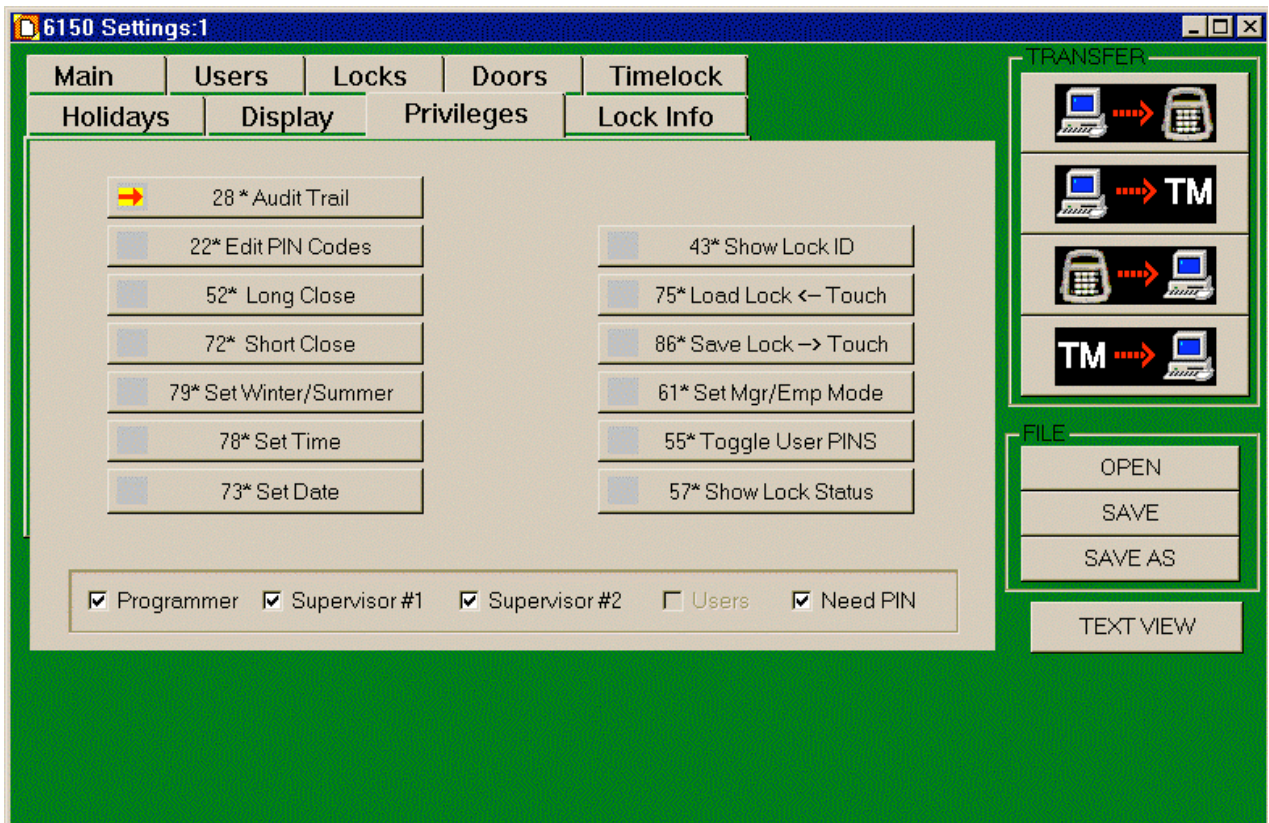 6150 Settings:1
Main Users Locks Doors Timelock
Holidays Display Privileges Lock Info
28 * Audit Trail
22* Edit PIN Codes
52* Long Close
72* Short Close
79* Set Winter/Summer
78* Set Time
73* Set Date
43* Show Lock ID
75* Load Lock <-- Touch
86* Save Lock --> Touch
61* Set Mgr/Emp Mode
55* Toggle User PINS
57* Show Lock Status
Programmer Supervisor #1 Supervisor #2 Users Need PIN
TRANSFER
TM
TM
FILE
OPEN
SAVE
SAVE AS
TEXT VIEW